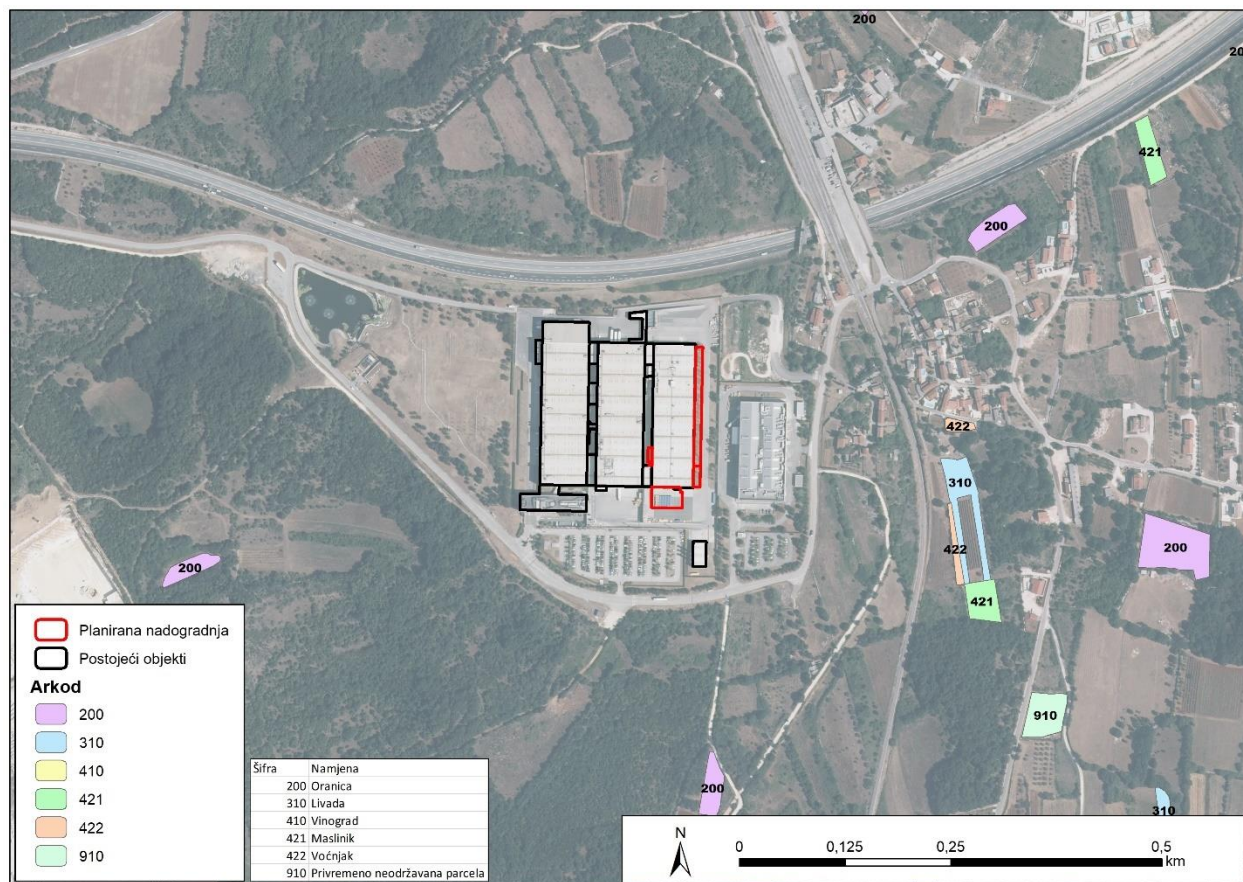 200
20
421
200
422
310
422
200
421
200
910
200
310
Planirana nadogradnja
Postojeći objekti
Arkod
200
310
410
421
422
910
Šifra Namjena
200 Oranica
310 Livada
410 Vinograd
421 Maslinik
422 Voćnjak
910 Privremeno neodržavana parcela
N
0 0,125 0,25 0,5
km